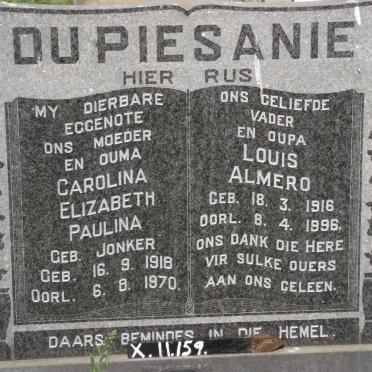 DU PIESANIE
HIER RUS
MY DIERBARE
EGGENOTE
ONS MOEDER
EN OUMA
CAROLINA
ELIZABETH
PAULINA
GEB. JONKER
GEB. 16. 9. 1918
OORL. 6. 8. 1970.
ONS GELIEFDE
VADER
EN OUPA
LOUIS
ALMERO
GEB. 18. 3. 1916
OORL. 8. 4. 1996.
ONS DANK DIE HERE
VIR SULKE OUERS
AAN ONS GELEEN.
DAARS BEMINDES IN DIE HEMEL.
X. 11. 159.